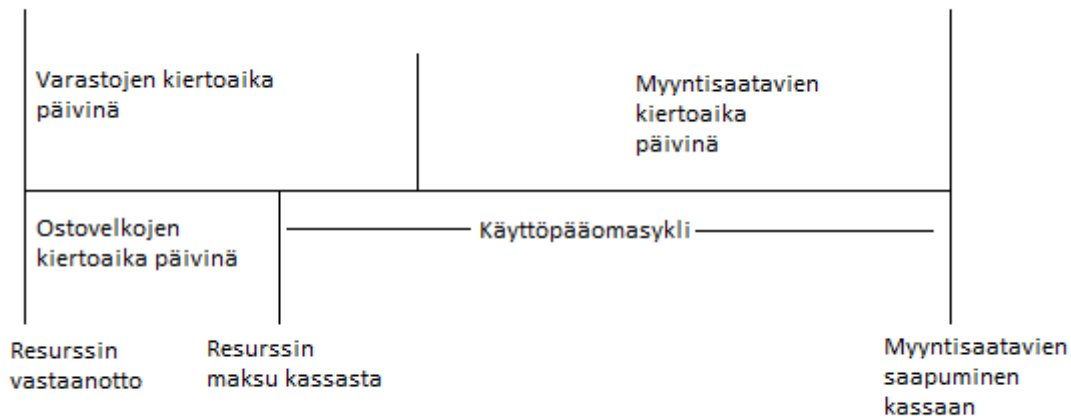 Varastojen kiertoaika
päivinä
Myyntisaatavien
kiertoaika
päivinä
Ostovelkojen
kiertoaika päivinä
Käyttöpääomasykli
Resurssin
vastaanotto
Resurssin
maksu kassasta
Myyntisaatavien
saapuminen
kassaan